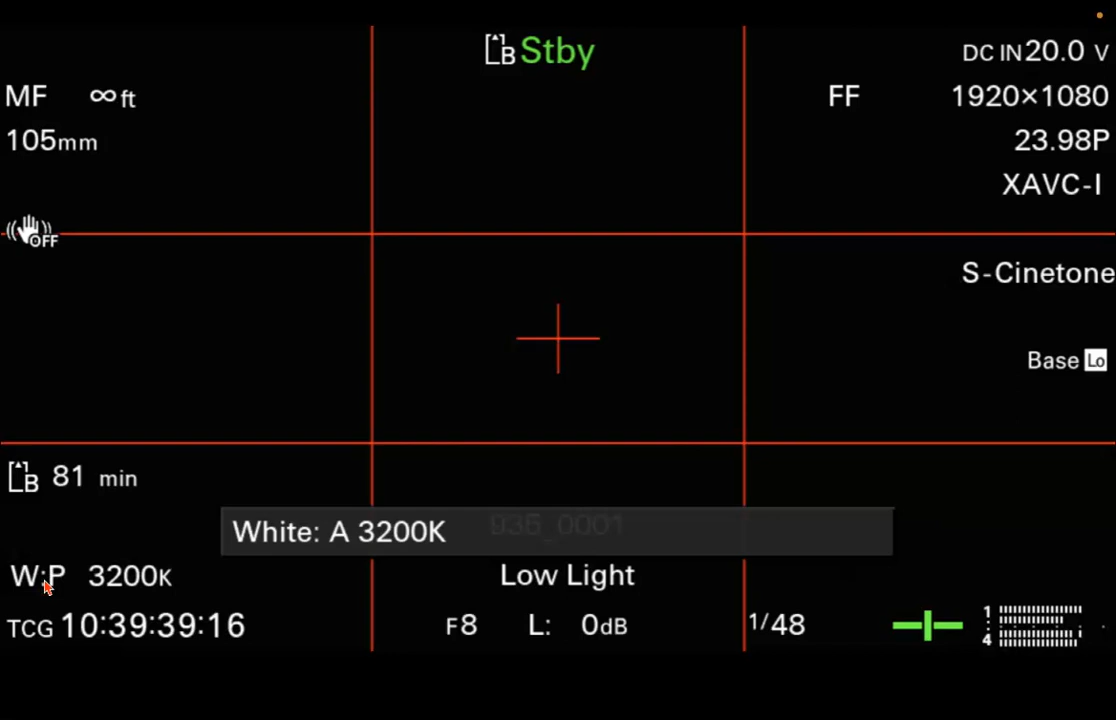 B Stby
DC IN 20.0 V
MF ∞ ft
FF 1920×1080
105mm
23.98P
XAVC-I
OFF
S-Cinetone
Base Lo
B 81 min
936_0001
White: A 3200K
W:P 3200K
Low Light
TCG 10:39:39:16
F8 L: 0dB 1/48
1
4